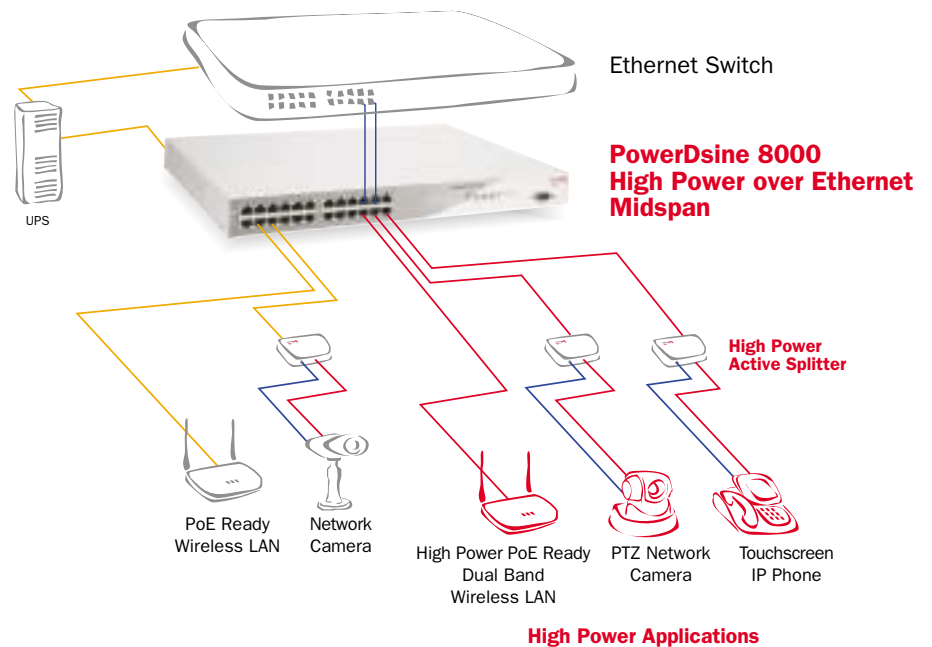 Ethernet Switch
PowerDsine 8000
High Power over Ethernet
Midspan
UPS
High Power
Active Splitter
PoE Ready
Wireless LAN
Network
Camera
High Power PoE Ready
Dual Band
Wireless LAN
PTZ Network
Camera
Touchscreen
IP Phone
High Power Applications